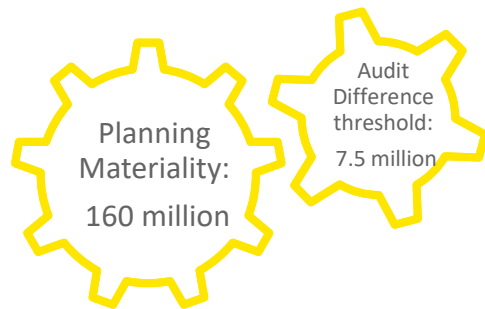 Planning
Materiality:
160 million
Audit
Difference
threshold:
7.5 million